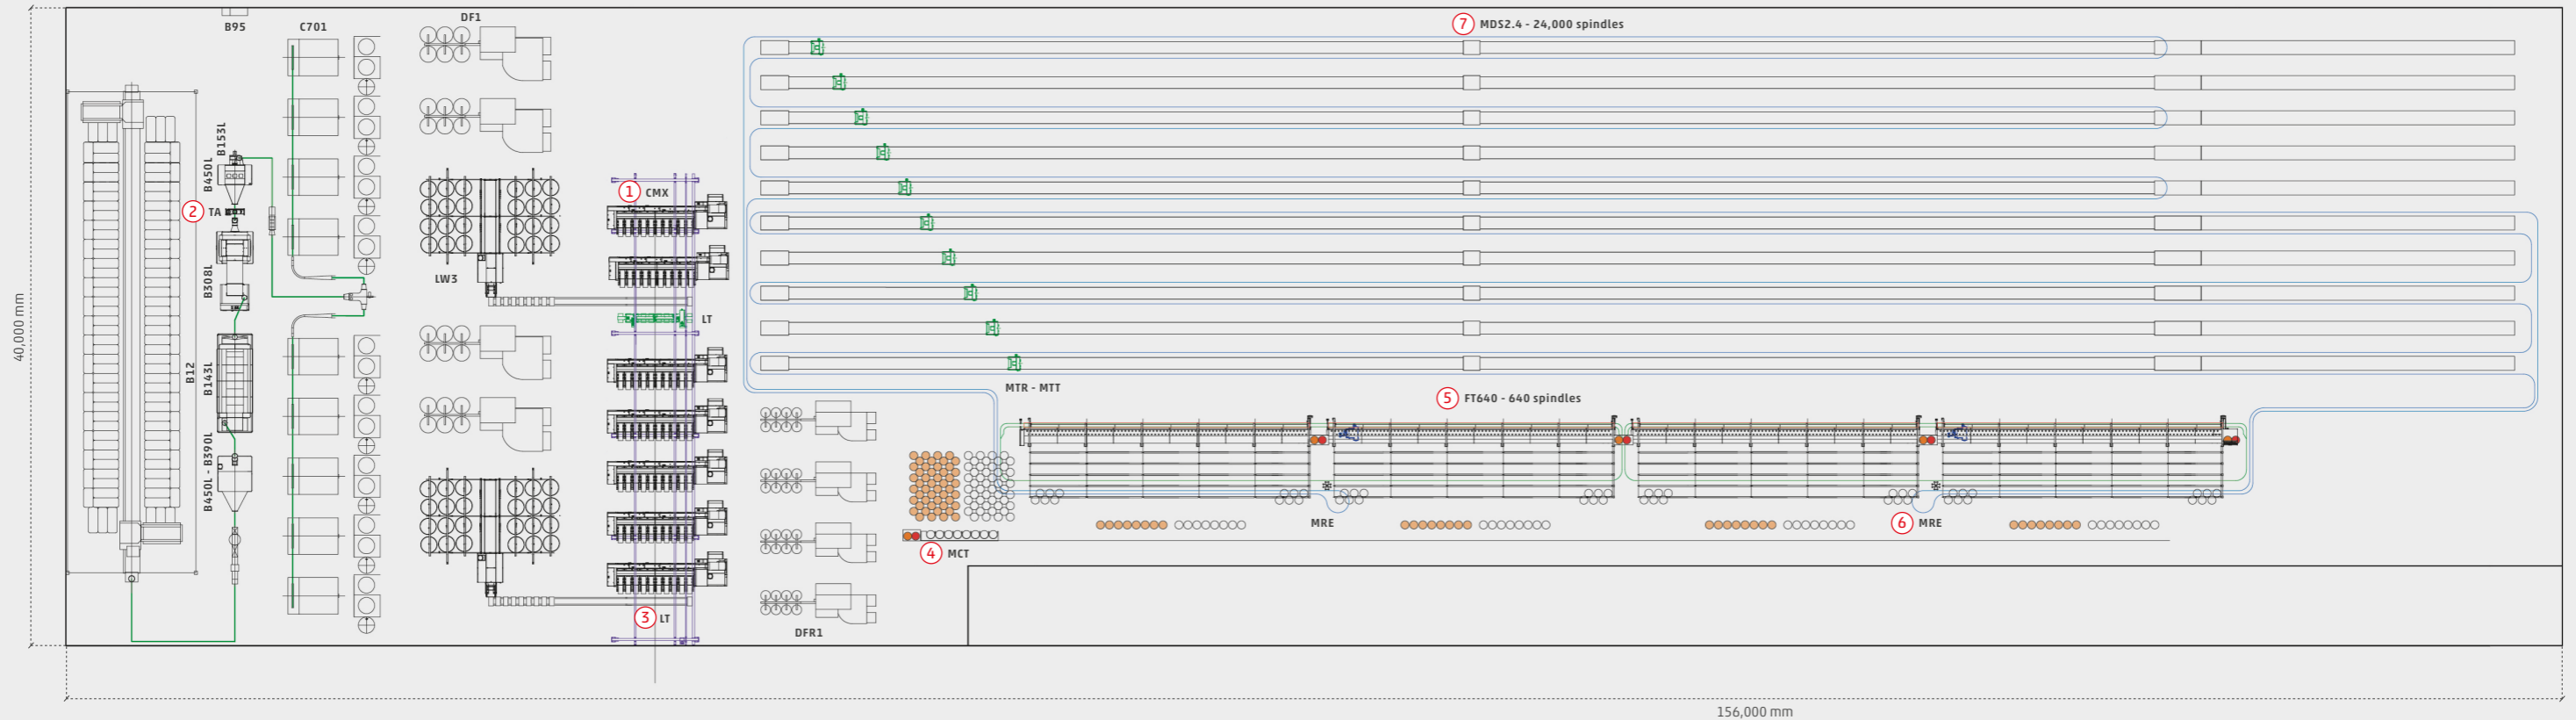 DF1
B95
C701
7 MDS2.4 - 24,000 spindles
B153L
B450L
2 TA
1 CMX
B308L
LW3
LT
40,000 mm
B12
B143L
MTR - MTT
5 FT640 - 640 spindles
B450L - B390L
MRE
6 MRE
4 MCT
3 LT
DFR1
156,000 mm